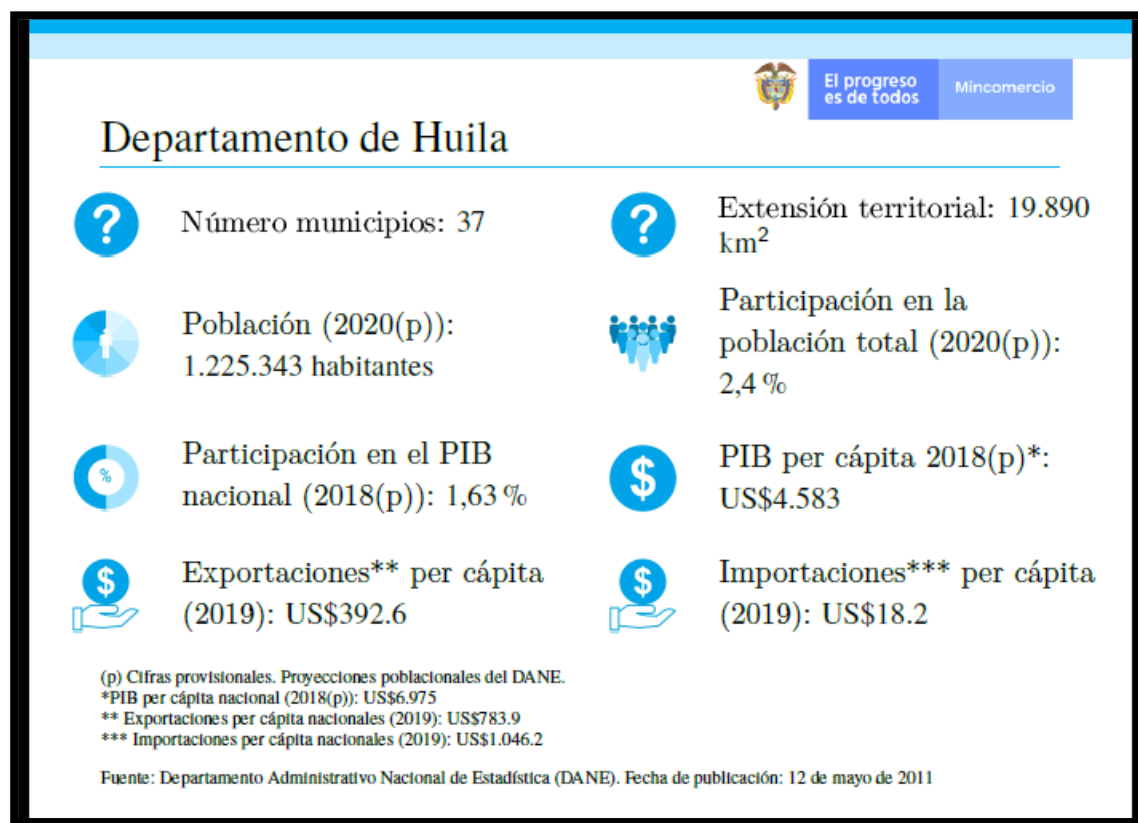 El progreso
es de todos
Mincomercio
Departamento de Huila
Número municipios: 37
Extensión territorial: 19.890
km²
Población (2020(p)):
1.225.343 habitantes
Participación en la
población total (2020(p)):
2,4 %
Participación en el PIB
nacional (2018(p)): 1,63 %
PIB per cápita 2018(p)*:
US$4.583
Exportaciones** per cápita
(2019): US$392.6
Importaciones*** per cápita
(2019): US$18.2
(p) Cifras provisionales. Proyecciones poblacionales del DANE.
*PIB per cápita nacional (2018(p)): US$6.975
** Exportaciones per cápita nacionales (2019): US$783.9
*** Importaciones per cápita nacionales (2019): US$1.046.2
Fuente: Departamento Administrativo Nacional de Estadística (DANE). Fecha de publicación: 12 de mayo de 2011